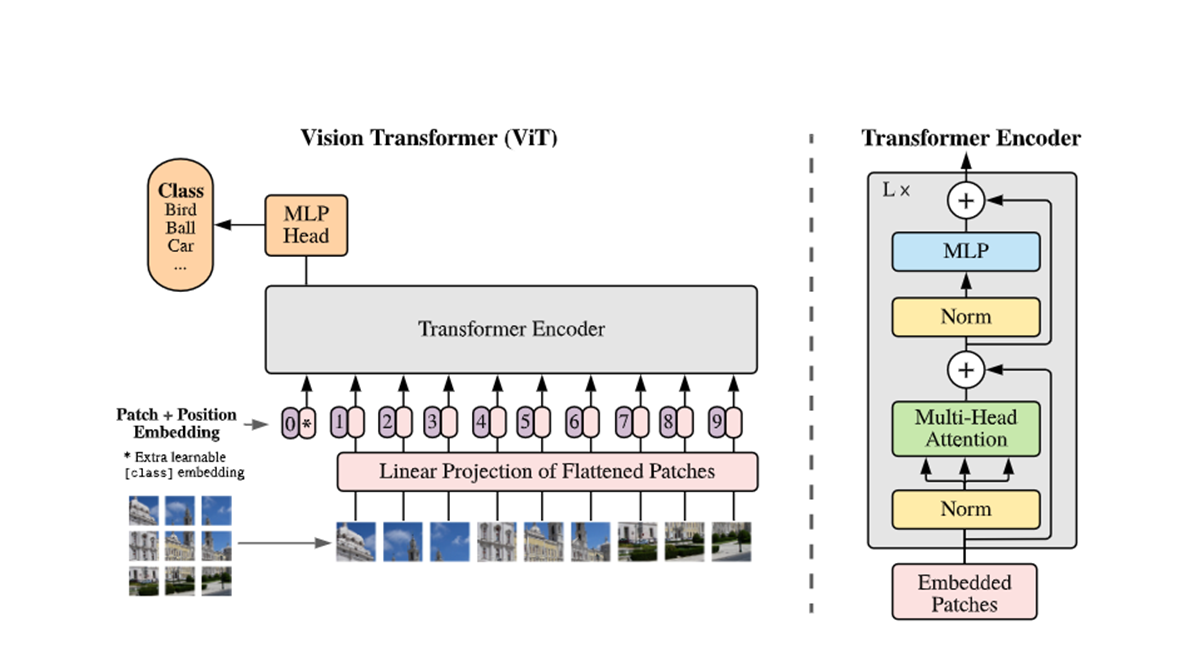 Vision Transformer (ViT)
Class
Bird
Ball
Car
...
MLP
Head
Transformer Encoder
Patch + Position
Embedding
0 * 1 2 3 4 5 6 7 8 9
* Extra learnable
[class] embedding
Linear Projection of Flattened Patches
Transformer Encoder
L ×
+
MLP
Norm
+
Multi-Head
Attention
Norm
Embedded
Patches